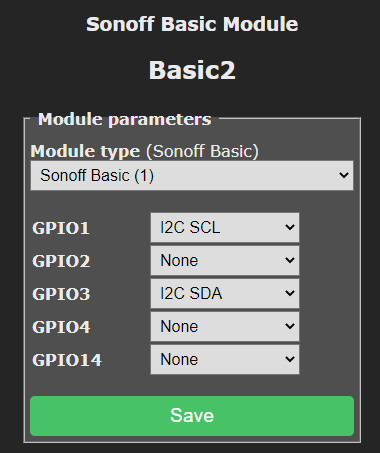 Sonoff Basic Module
Basic2
Module parameters
Module type (Sonoff Basic)
Sonoff Basic (1)
GPIO1 I2C SCL
GPIO2 None
GPIO3 I2C SDA
GPIO4 None
GPIO14 None
Save